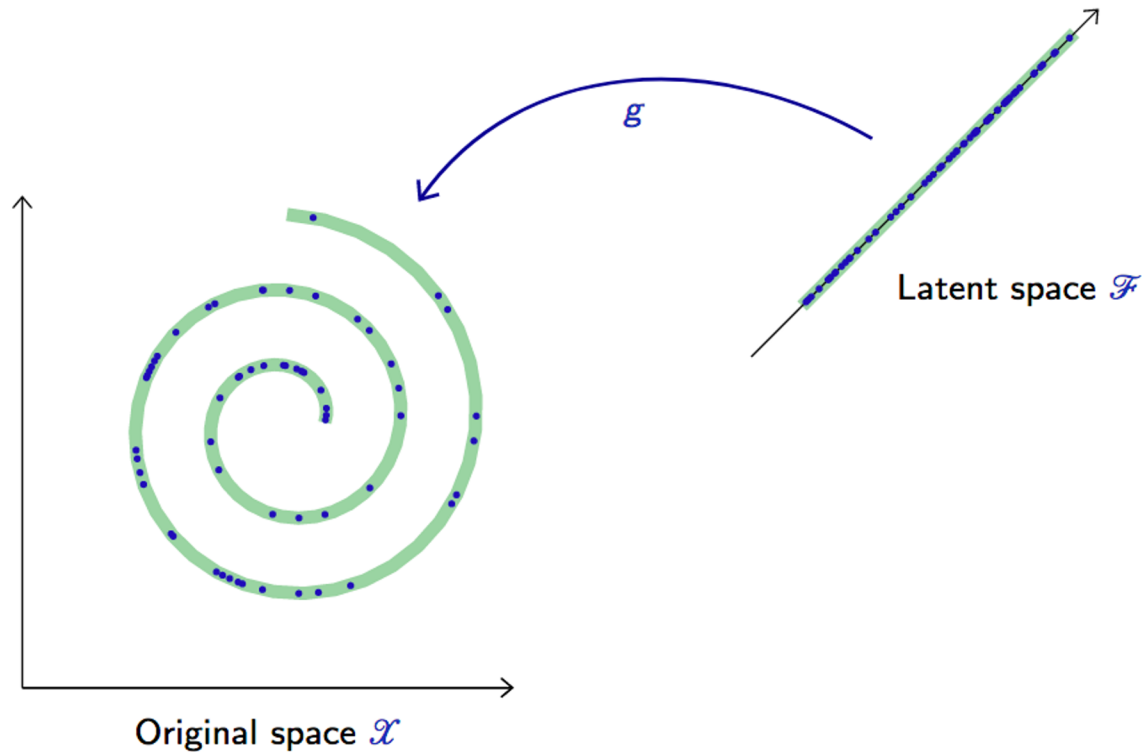 g
Latent space ℱ
Original space 𝒳